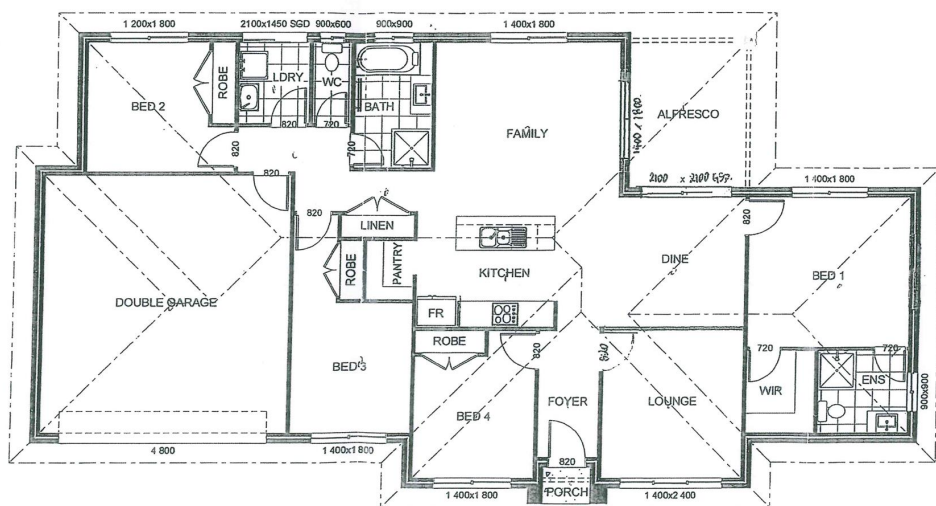 1 200x1 800
2100x1450 SGD
900x600
900x900
1 400x1 800
BED 2
ROBE
LDRY
WC
BATH
FAMILY
1400 x 1800.
ALFRESCO
820
820
720
720
2100 x 2100 GSD.
1 400x1 800
820
820
820
LINEN
DOUBLE GARAGE
ROBE
PANTRY
KITCHEN
DINE
BED 1
FR
ROBE
820
820
720
720
BED 3
BED 4
FOYER
LOUNGE
WIR
ENS
900x900
4 800
1 400x1 800
820
1 400x1 800
PORCH
1 400x2 400